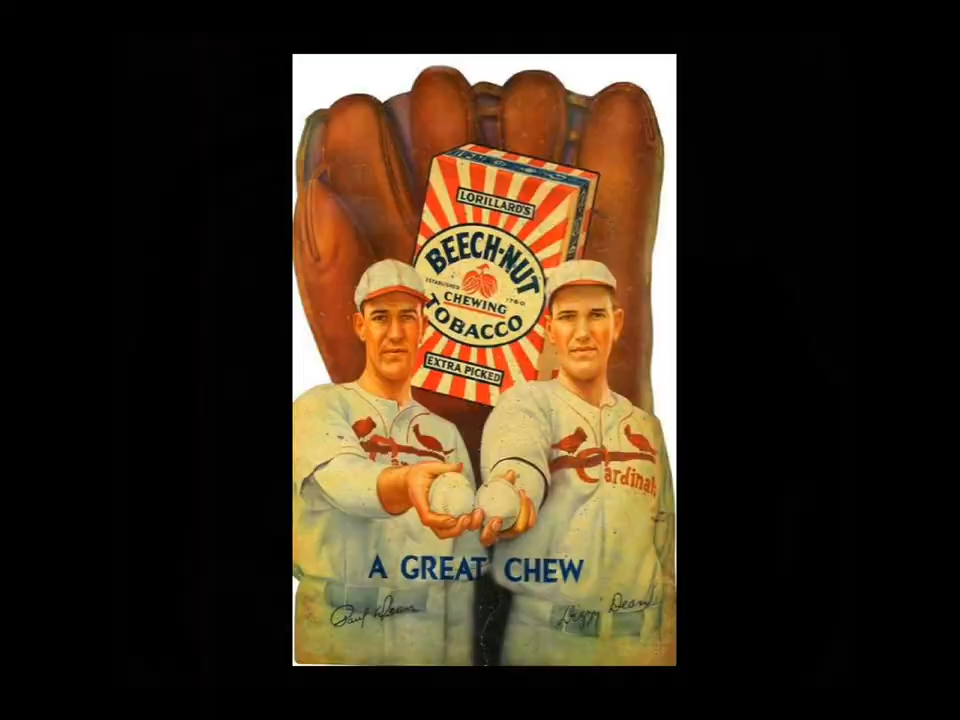 LORILLARD'S
BEECH-NUT
ESTABLISHED 1760
CHEWING
TOBACCO
EXTRA PICKED
Cardinals
A GREAT CHEW
Paul Dean
Dizzy Dean